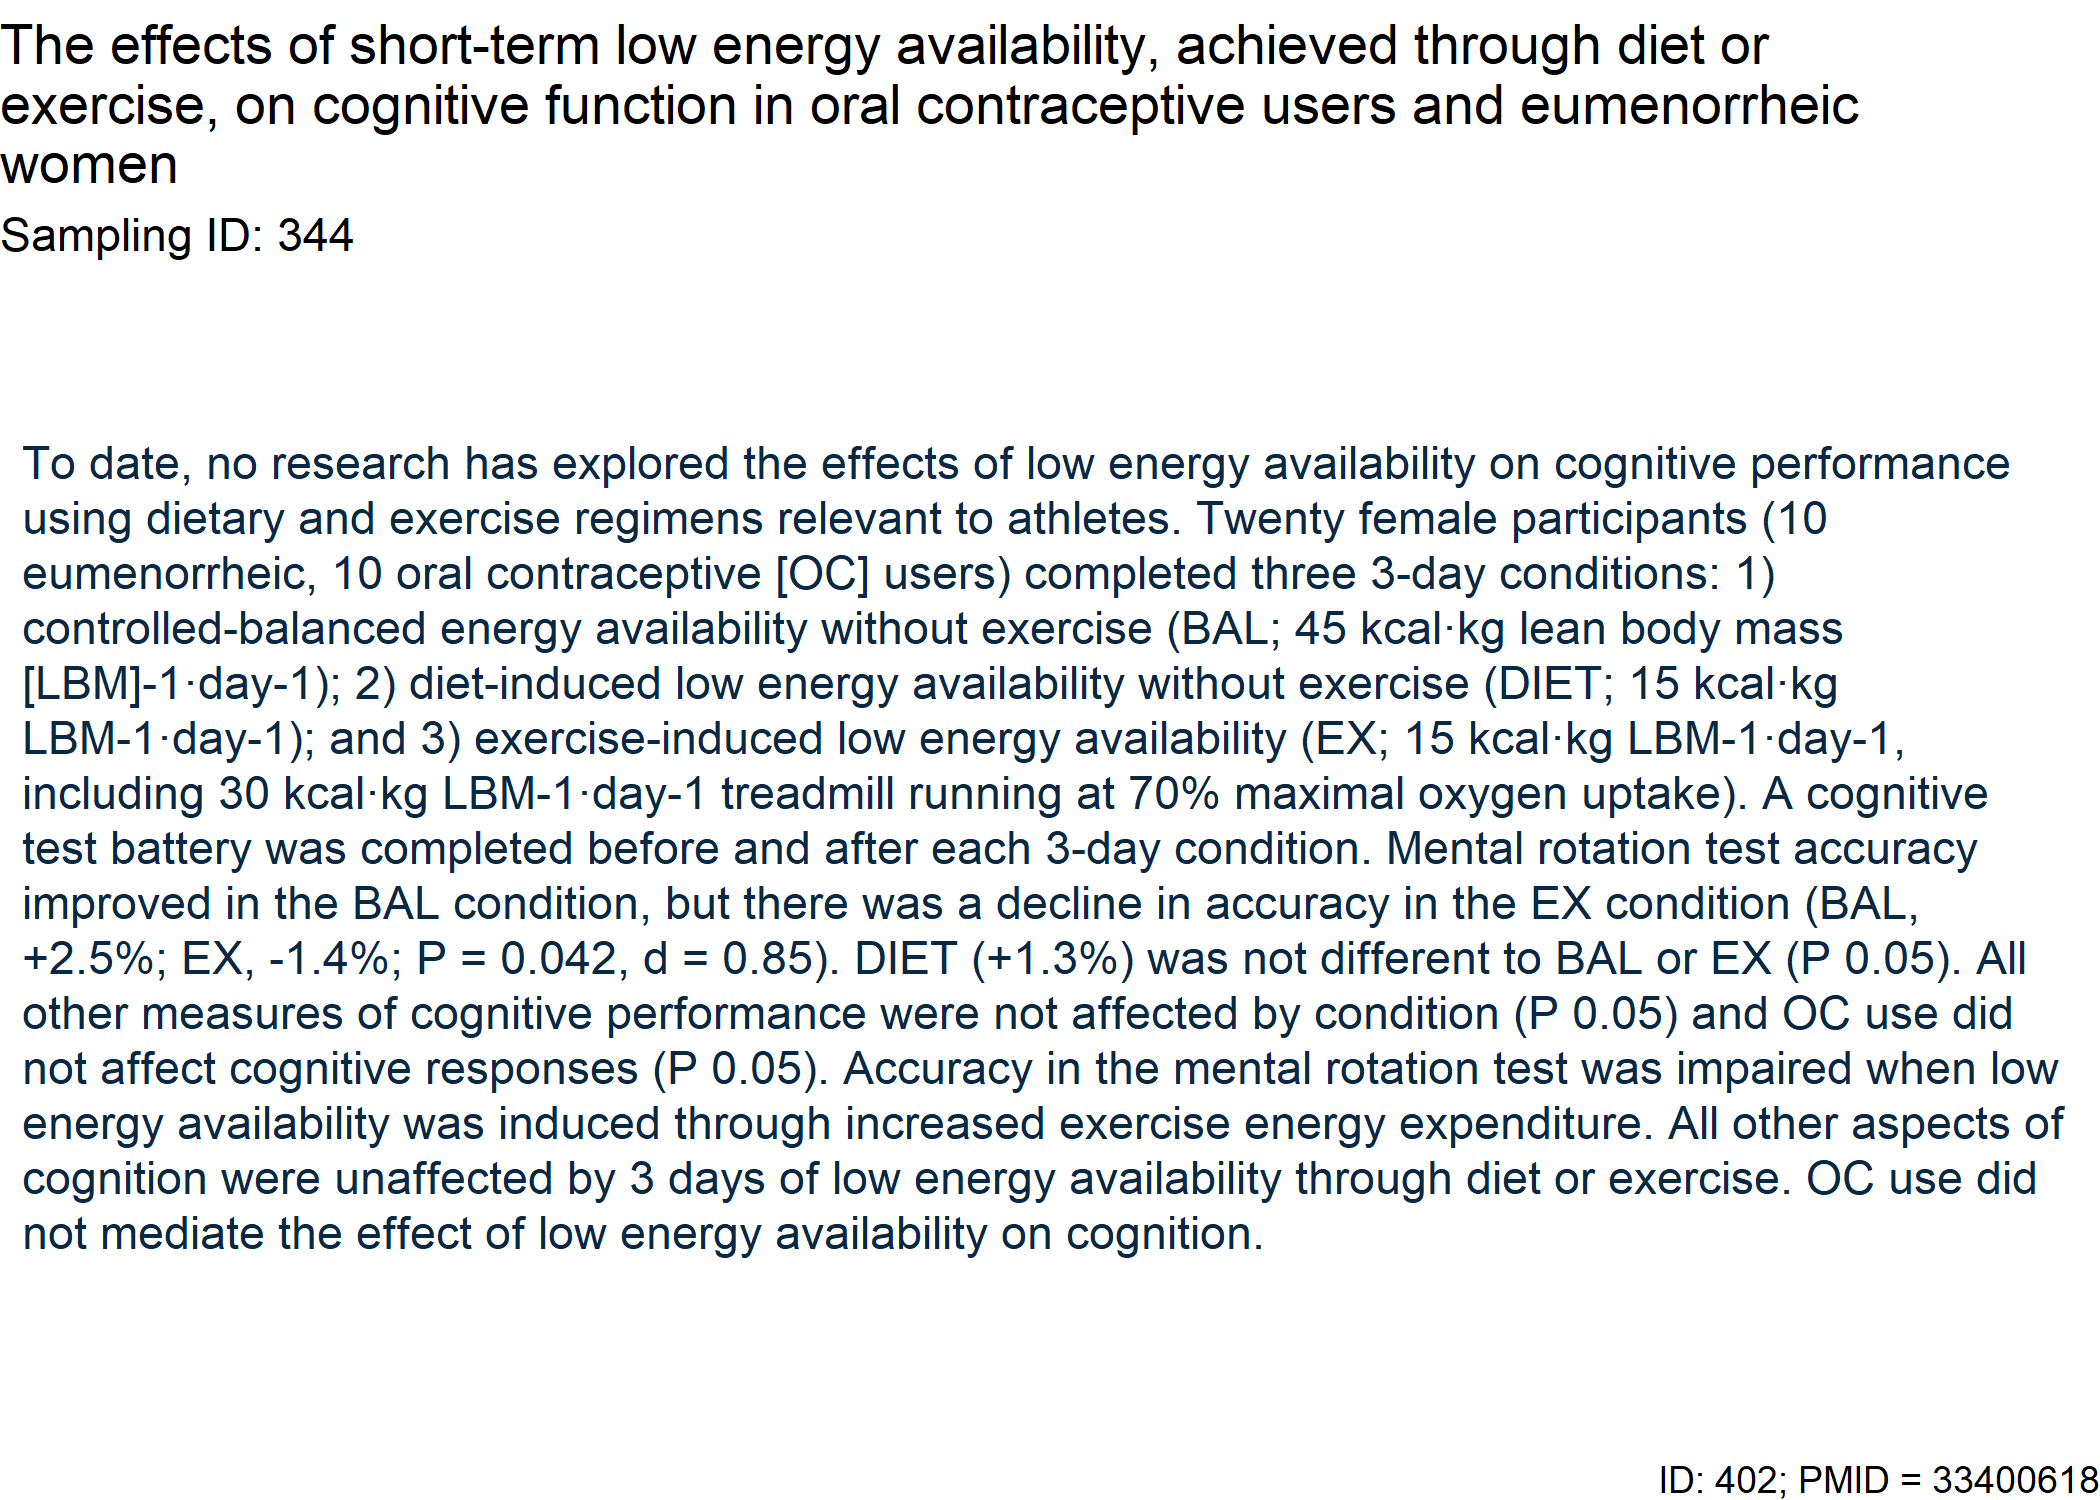 The effects of short-term low energy availability, achieved through diet or
exercise, on cognitive function in oral contraceptive users and eumenorrheic
women
Sampling ID: 344
To date, no research has explored the effects of low energy availability on cognitive performance
using dietary and exercise regimens relevant to athletes. Twenty female participants (10
eumenorrheic, 10 oral contraceptive [OC] users) completed three 3-day conditions: 1)
controlled-balanced energy availability without exercise (BAL; 45 kcal·kg lean body mass
[LBM]-1·day-1); 2) diet-induced low energy availability without exercise (DIET; 15 kcal·kg
LBM-1·day-1); and 3) exercise-induced low energy availability (EX; 15 kcal·kg LBM-1·day-1,
including 30 kcal·kg LBM-1·day-1 treadmill running at 70% maximal oxygen uptake). A cognitive
test battery was completed before and after each 3-day condition. Mental rotation test accuracy
improved in the BAL condition, but there was a decline in accuracy in the EX condition (BAL,
+2.5%; EX, -1.4%; P = 0.042, d = 0.85). DIET (+1.3%) was not different to BAL or EX (P 0.05). All
other measures of cognitive performance were not affected by condition (P 0.05) and OC use did
not affect cognitive responses (P 0.05). Accuracy in the mental rotation test was impaired when low
energy availability was induced through increased exercise energy expenditure. All other aspects of
cognition were unaffected by 3 days of low energy availability through diet or exercise. OC use did
not mediate the effect of low energy availability on cognition.
ID: 402; PMID = 33400618